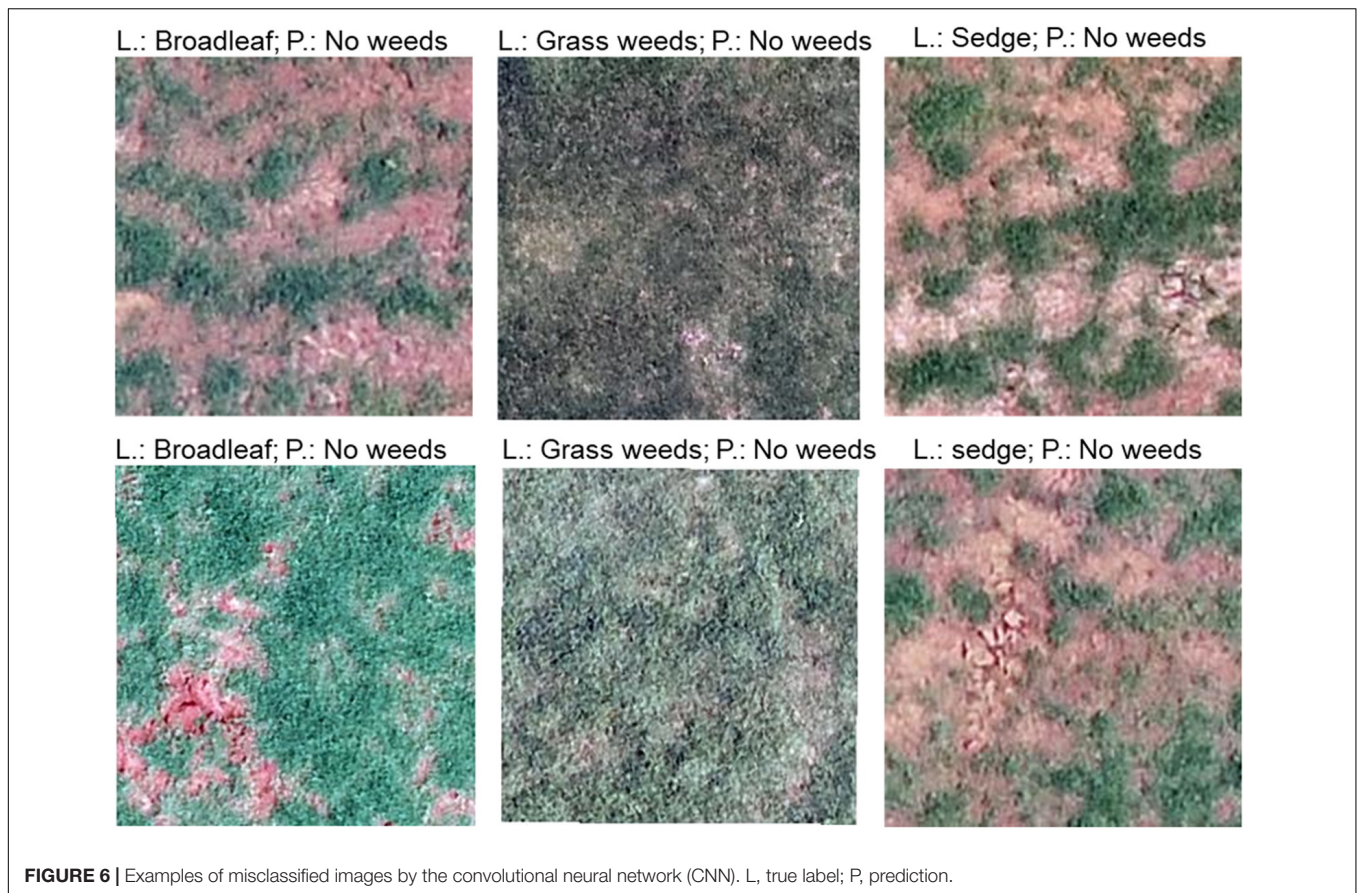 L.: Broadleaf; P.: No weeds
L.: Grass weeds; P.: No weeds
L.: Sedge; P.: No weeds
L.: Broadleaf; P.: No weeds
L.: Grass weeds; P.: No weeds
L.: sedge; P.: No weeds
FIGURE 6 | Examples of misclassified images by the convolutional neural network (CNN). L, true label; P, prediction.